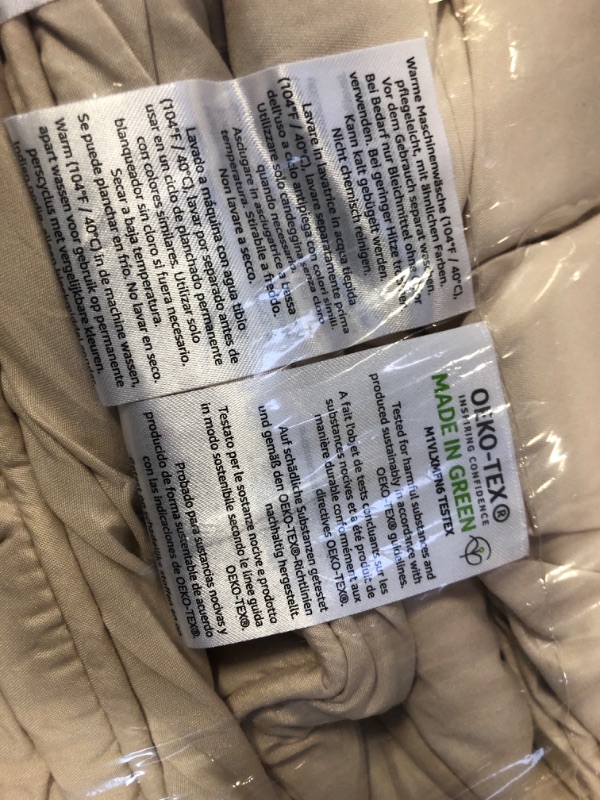 Warme Maschinenwäsche (104°F / 40°C),
pflegeleicht, mit ähnlichen Farben.
Vor dem Gebrauch separat waschen.
Bei Bedarf nur Bleichmittel ohne
verwenden. Bei geringer Hitze
Kann kalt gebügelt werden.
Nicht chemisch reinigen.
Lavare in lavatrice in acqua tiepida
(104°F / 40°C), lavare separatamente prima
dell'uso a ciclo antipiega con colori simili.
Utilizzare solo candeggina senza cloro
quando necessario.
Asciugare in asciugatrice a bassa
temperatura. Stirabile a freddo.
Non lavare a secco.
Lavado a máquina con agua tibio
(104°F / 40°C), lavar por separado antes de
usar en un ciclo de planchado permanente
con colores similares. Utilizar solo
blanqueador sin cloro si fuera necesario.
Secar a baja temperatura.
Se puede planchar en frío. No lavar en seco.
Warm (104°F / 40°C) in de machine wassen,
apart wassen voor gebruik op permanente
perscyclus met vergelijkbare kleuren.
OEKO-TEX®
INSPIRING CONFIDENCE
MADE IN GREEN
M1VLXMPN6 TESTEX
Tested for harmful substances and
produced sustainably in accordance with
OEKO-TEX® guidelines.
A fait l'objet de tests concluants sur les
substances nocives et a été produit de
manière durable conformément aux
directives OEKO-TEX®.
Auf schädliche Substanzen getestet
und gemäß den OEKO-TEX®-Richtlinien
nachhaltig hergestellt.
Testato per le sostanze nocive e prodotto
in modo sostenibile secondo le linee guida
OEKO-TEX®.
Probado para sustancias nocivas y
producido de forma sustentable de acuerdo
con las indicaciones de OEKO-TEX®.